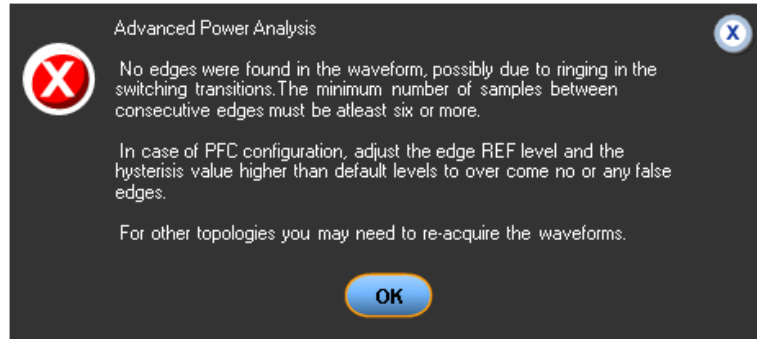 Advanced Power Analysis
X
No edges were found in the waveform, possibly due to ringing in the
switching transitions.The minimum number of samples between
consecutive edges must be atleast six or more.
In case of PFC configuration, adjust the edge REF level and the
hysterisis value higher than default levels to over come no or any false
edges.
For other topologies you may need to re-acquire the waveforms.
OK